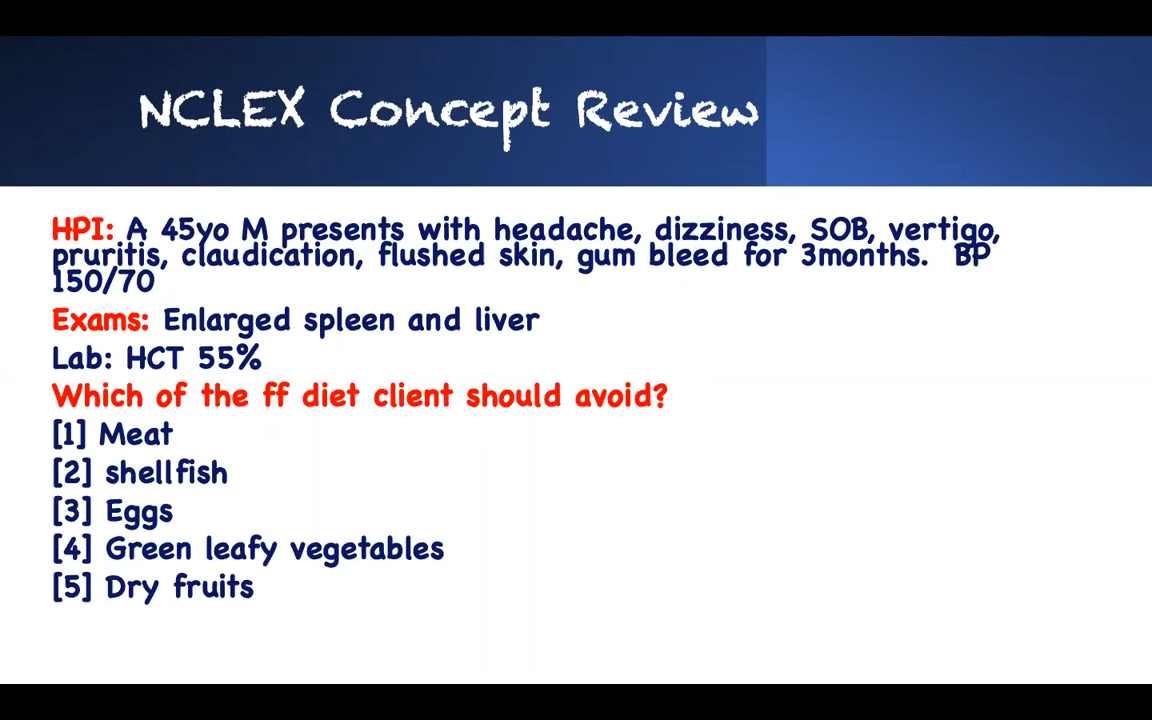 NCLEX Concept Review
HPI: A 45yo M presents with headache, dizziness, SOB, vertigo,
pruritis, claudication, flushed skin, gum bleed for 3months. BP
150/70
Exams: Enlarged spleen and liver
Lab: HCT 55%
Which of the ff diet client should avoid?
[1] Meat
[2] shellfish
[3] Eggs
[4] Green leafy vegetables
[5] Dry fruits